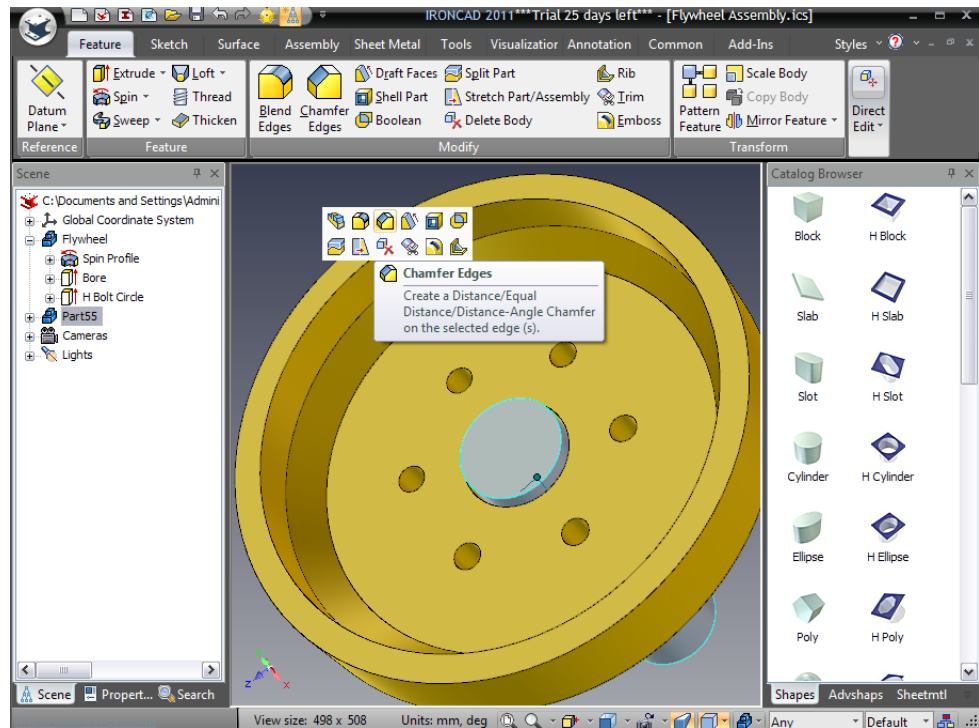 IRONCAD 2011***Trial 25 days left*** - [Flywheel Assembly.ics]
Feature Sketch Surface Assembly Sheet Metal Tools Visualization Annotation Common Add-Ins Styles
Datum Plane
Extrude Loft
Spin Thread
Sweep Thicken
Blend Edges
Chamfer Edges
Draft Faces Split Part Rib
Shell Part Stretch Part/Assembly Trim
Boolean Delete Body Emboss
Pattern Feature
Scale Body
Copy Body
Mirror Feature
Direct Edit
Reference Feature Modify Transform
Scene
C:\Documents and Settings\Admini
Global Coordinate System
Flywheel
Spin Profile
Bore
H Bolt Circle
Part55
Cameras
Lights
Chamfer Edges
Create a Distance/Equal
Distance/Distance-Angle Chamfer
on the selected edge (s).
Z X
Catalog Browser
Block H Block
Slab H Slab
Slot H Slot
Cylinder H Cylinder
Ellipse H Ellipse
Poly H Poly
Scene Propert... Search
Shapes Advshaps Sheetmtl
View size: 498 x 508 Units: mm, deg Any Default